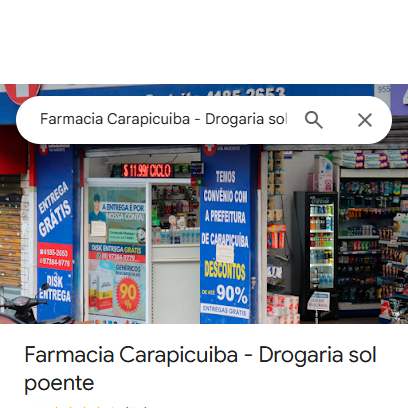 4185-2653
955
Farmacia Carapicuiba - Drogaria sol
$ 11,99/CICLO
ENTREGA
GRÁTIS
4185-2653
97384-9779
DISK
ENTREGA
A ENTREGA É POR
NOSSA CONTA!
DISK ENTREGA GRÁTIS
GENÉRICOS
90
TEMOS
CONVÊNIO COM
A PREFEITURA
DE CARAPICUÍBA
DESCONTOS
DE ATÉ 90%
ENTREGAS GRÁTIS
Farmacia Carapicuiba - Drogaria sol
poente